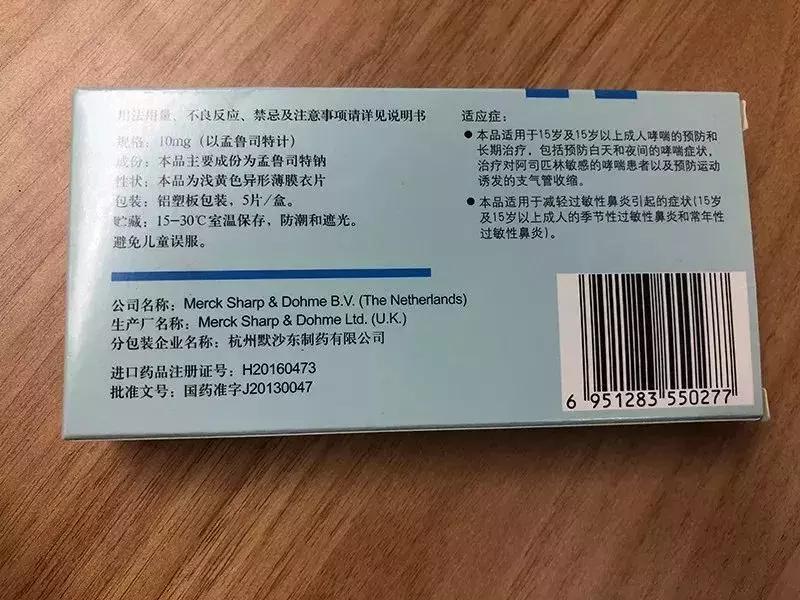 用法用量、不良反应、禁忌及注意事项请详见说明书
规格：10mg（以孟鲁司特计）
成份：本品主要成份为孟鲁司特钠
性状：本品为浅黄色异形薄膜衣片
包装：铝塑板包装，5片/盒。
贮藏：15-30℃室温保存，防潮和遮光。
避免儿童误服。
公司名称：Merck Sharp & Dohme B.V. (The Netherlands)
生产厂名称：Merck Sharp & Dohme Ltd. (U.K.)
分包装企业名称：杭州默沙东制药有限公司
进口药品注册证号：H20160473
批准文号：国药准字J20130047
适应症：
●本品适用于15岁及15岁以上成人哮喘的预防和
长期治疗，包括预防白天和夜间的哮喘症状，
治疗对阿司匹林敏感的哮喘患者以及预防运动
诱发的支气管收缩。
●本品适用于减轻过敏性鼻炎引起的症状(15岁
及15岁以上成人的季节性过敏性鼻炎和常年性
过敏性鼻炎)。
6 951283 550277